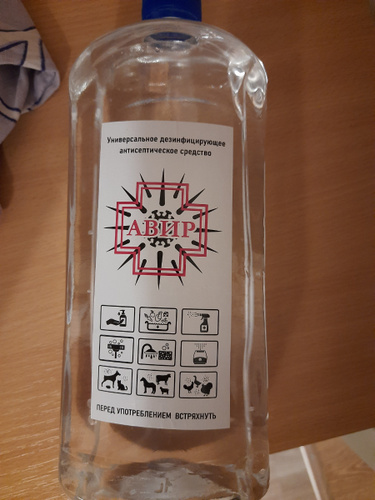 Универсальное дезинфицирующее
антисептическое средство
АВИР
ПЕРЕД УПОТРЕБЛЕНИЕМ ВСТРЯХНУТЬ